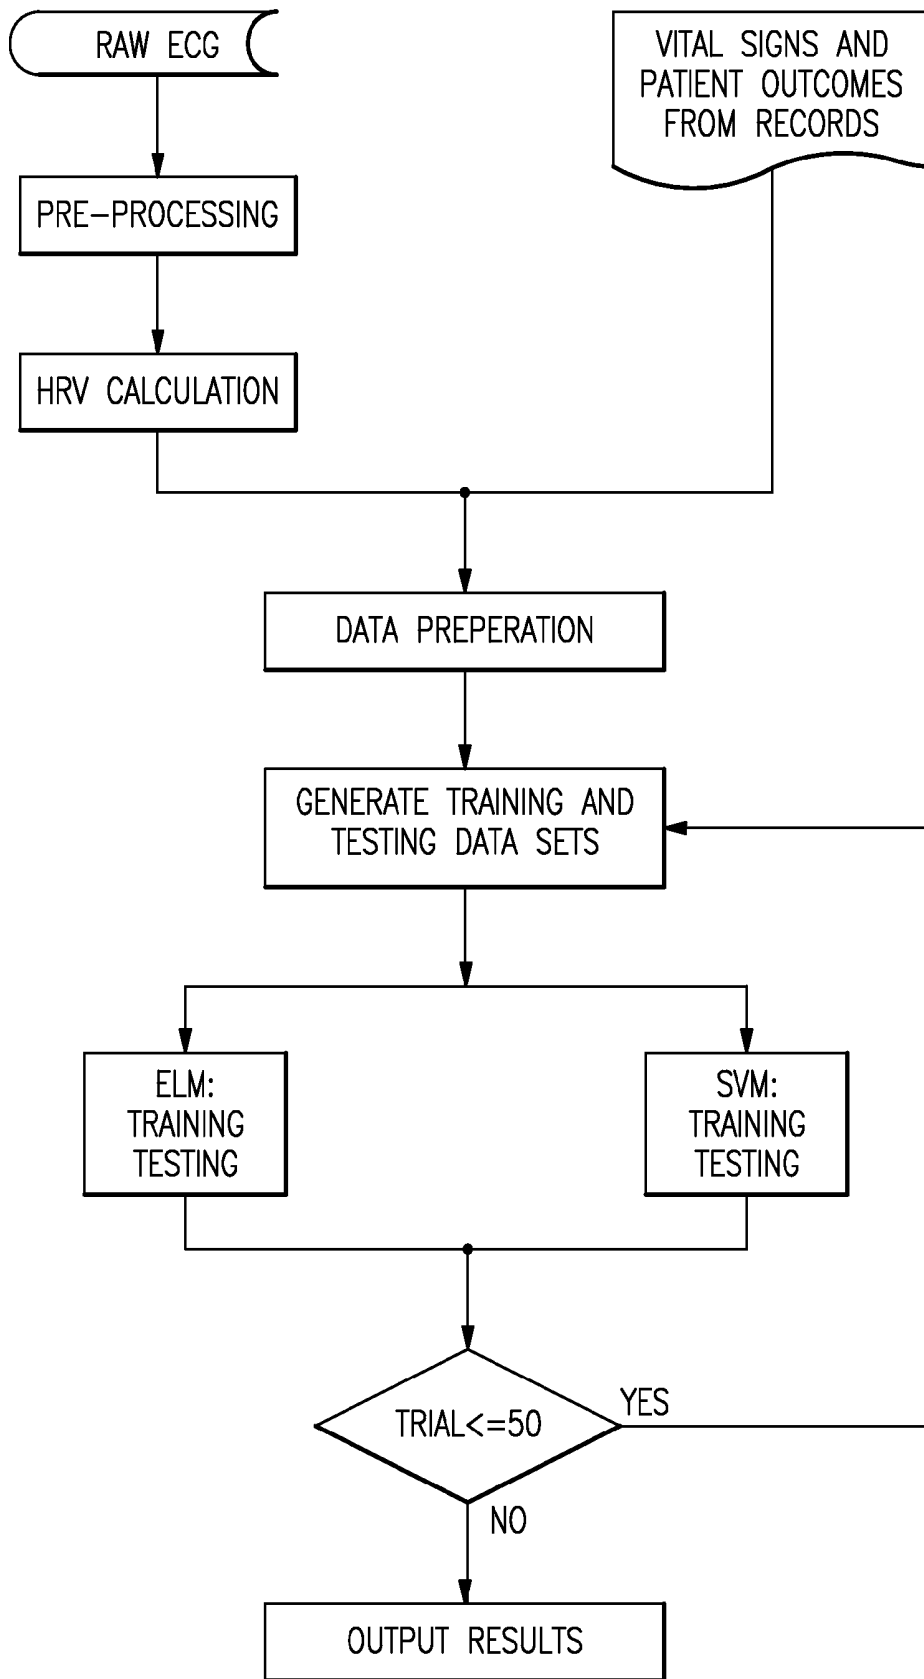 RAW ECG
VITAL SIGNS AND
PATIENT OUTCOMES
FROM RECORDS
PRE-PROCESSING
HRV CALCULATION
DATA PREPERATION
GENERATE TRAINING AND
TESTING DATA SETS
ELM:
TRAINING
TESTING
SVM:
TRAINING
TESTING
TRIAL<=50
YES
NO
OUTPUT RESULTS